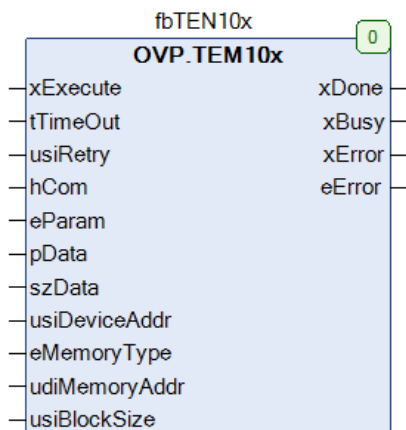 fbTEN10x
0
OVP.TEM10x
xExecute xDone
tTimeOut xBusy
usiRetry xError
hCom eError
eParam
pData
szData
usiDeviceAddr
eMemoryType
udiMemoryAddr
usiBlockSize